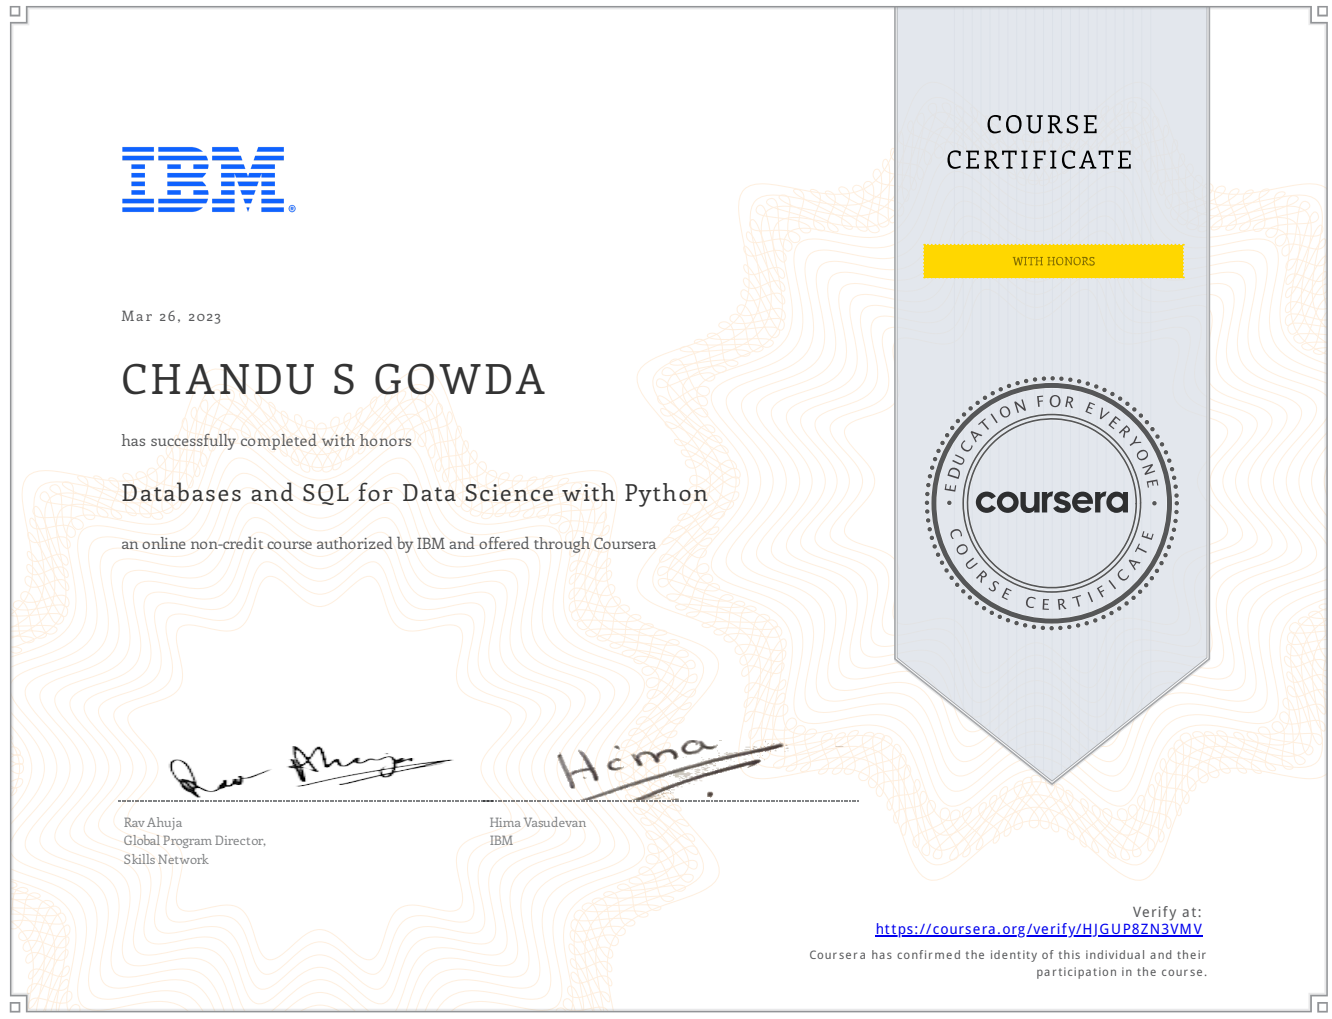 IBM®
COURSE
CERTIFICATE
WITH HONORS
Mar 26, 2023
CHANDU S GOWDA
has successfully completed with honors
Databases and SQL for Data Science with Python
an online non-credit course authorized by IBM and offered through Coursera
EDUCATION FOR EVERYONE
coursera
COURSE CERTIFICATE
Rav Ahuja
Hima
Rav Ahuja
Global Program Director,
Skills Network
Hima Vasudevan
IBM
Verify at:
https://coursera.org/verify/HJGUP8ZN3VMV
Coursera has confirmed the identity of this individual and their
participation in the course.